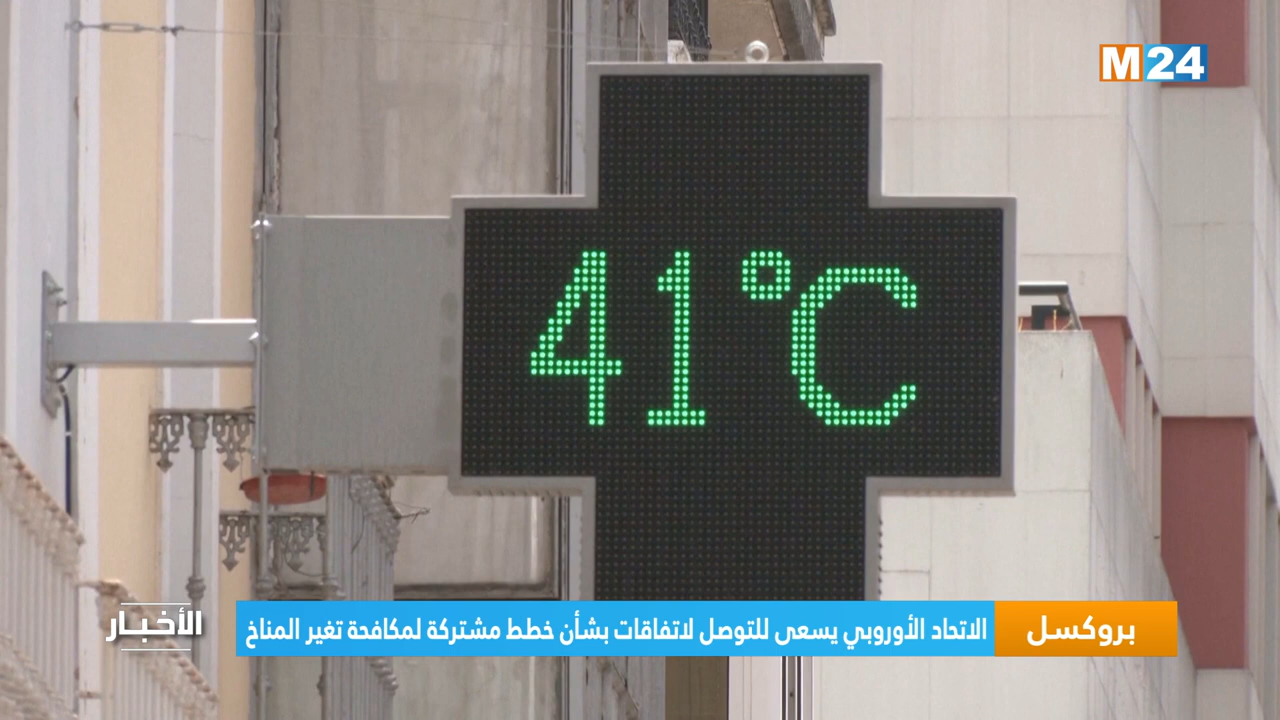 M24
41°C
بروكسل
الاتحاد الأوروبي يسعى للتوصل لاتفاقات بشأن خطط مشتركة لمكافحة تغير المناخ
الأخبار